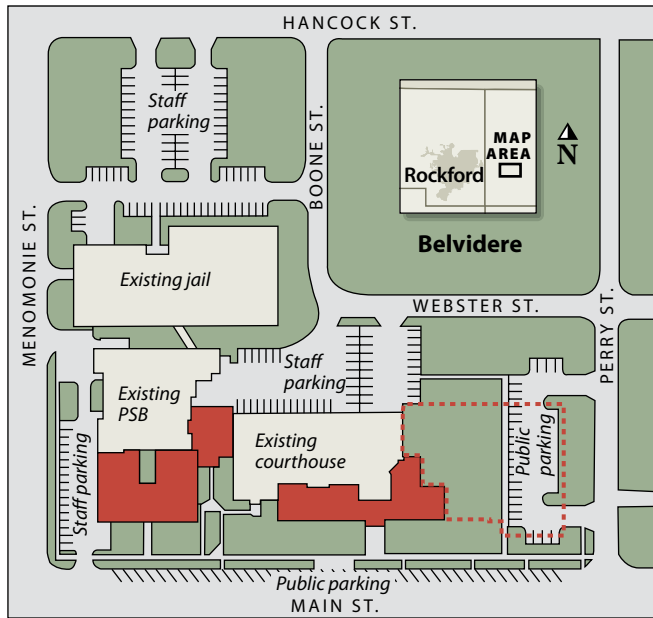 HANCOCK ST.
Staff
parking
BOONE ST.
MAP
AREA
N
Rockford
Belvidere
MENOMONIE ST.
Existing jail
WEBSTER ST.
PERRY ST.
Staff
parking
Existing
PSB
Existing
courthouse
Public
parking
Staff parking
Public parking
MAIN ST.